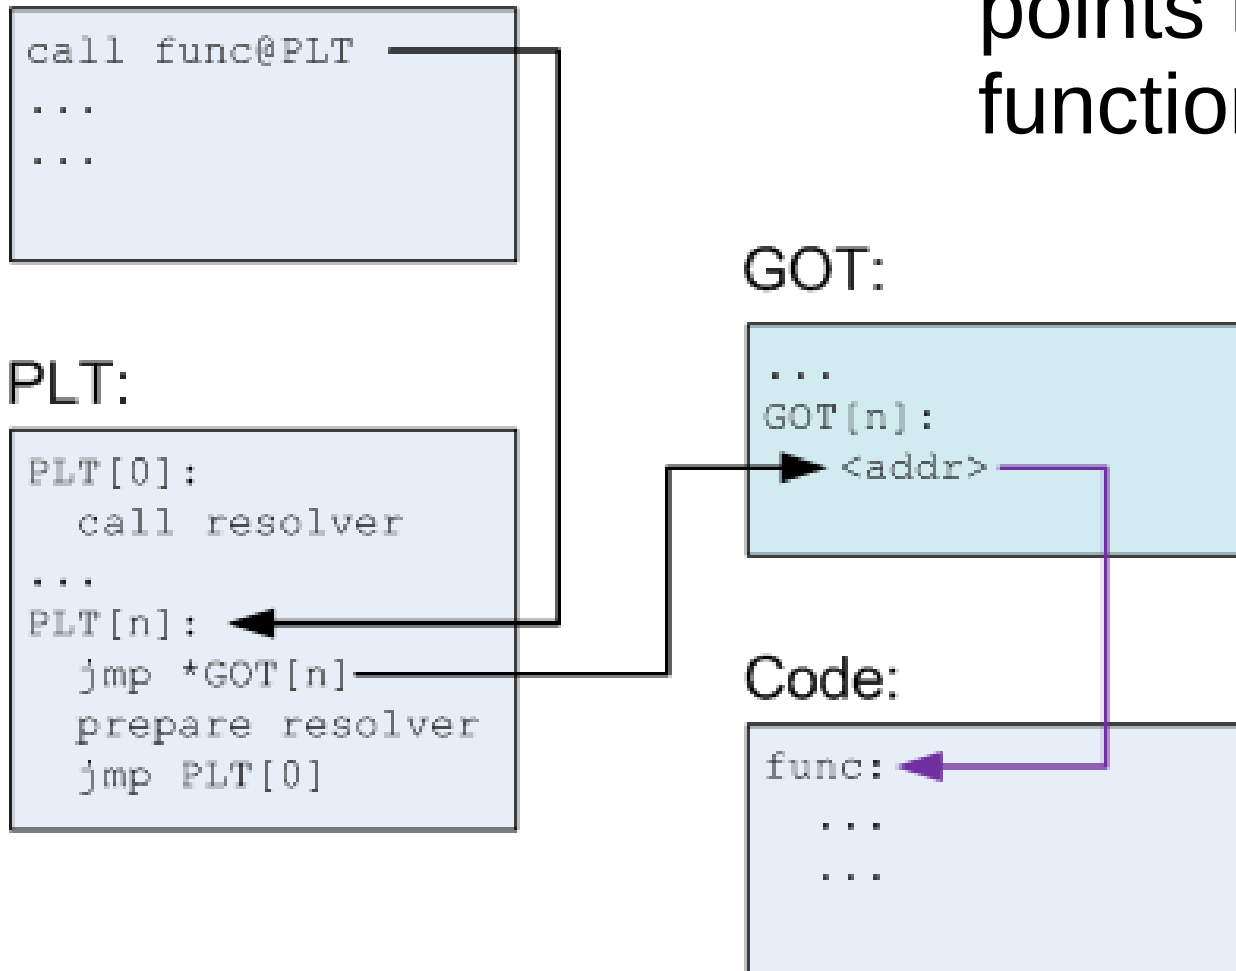 call func@PLT
...
...
points
function
GOT:
...
GOT[n]:
<addr>
PLT:
PLT[0]:
call resolver
...
PLT[n]:
jmp *GOT[n]
prepare resolver
jmp PLT[0]
Code:
func:
...
...